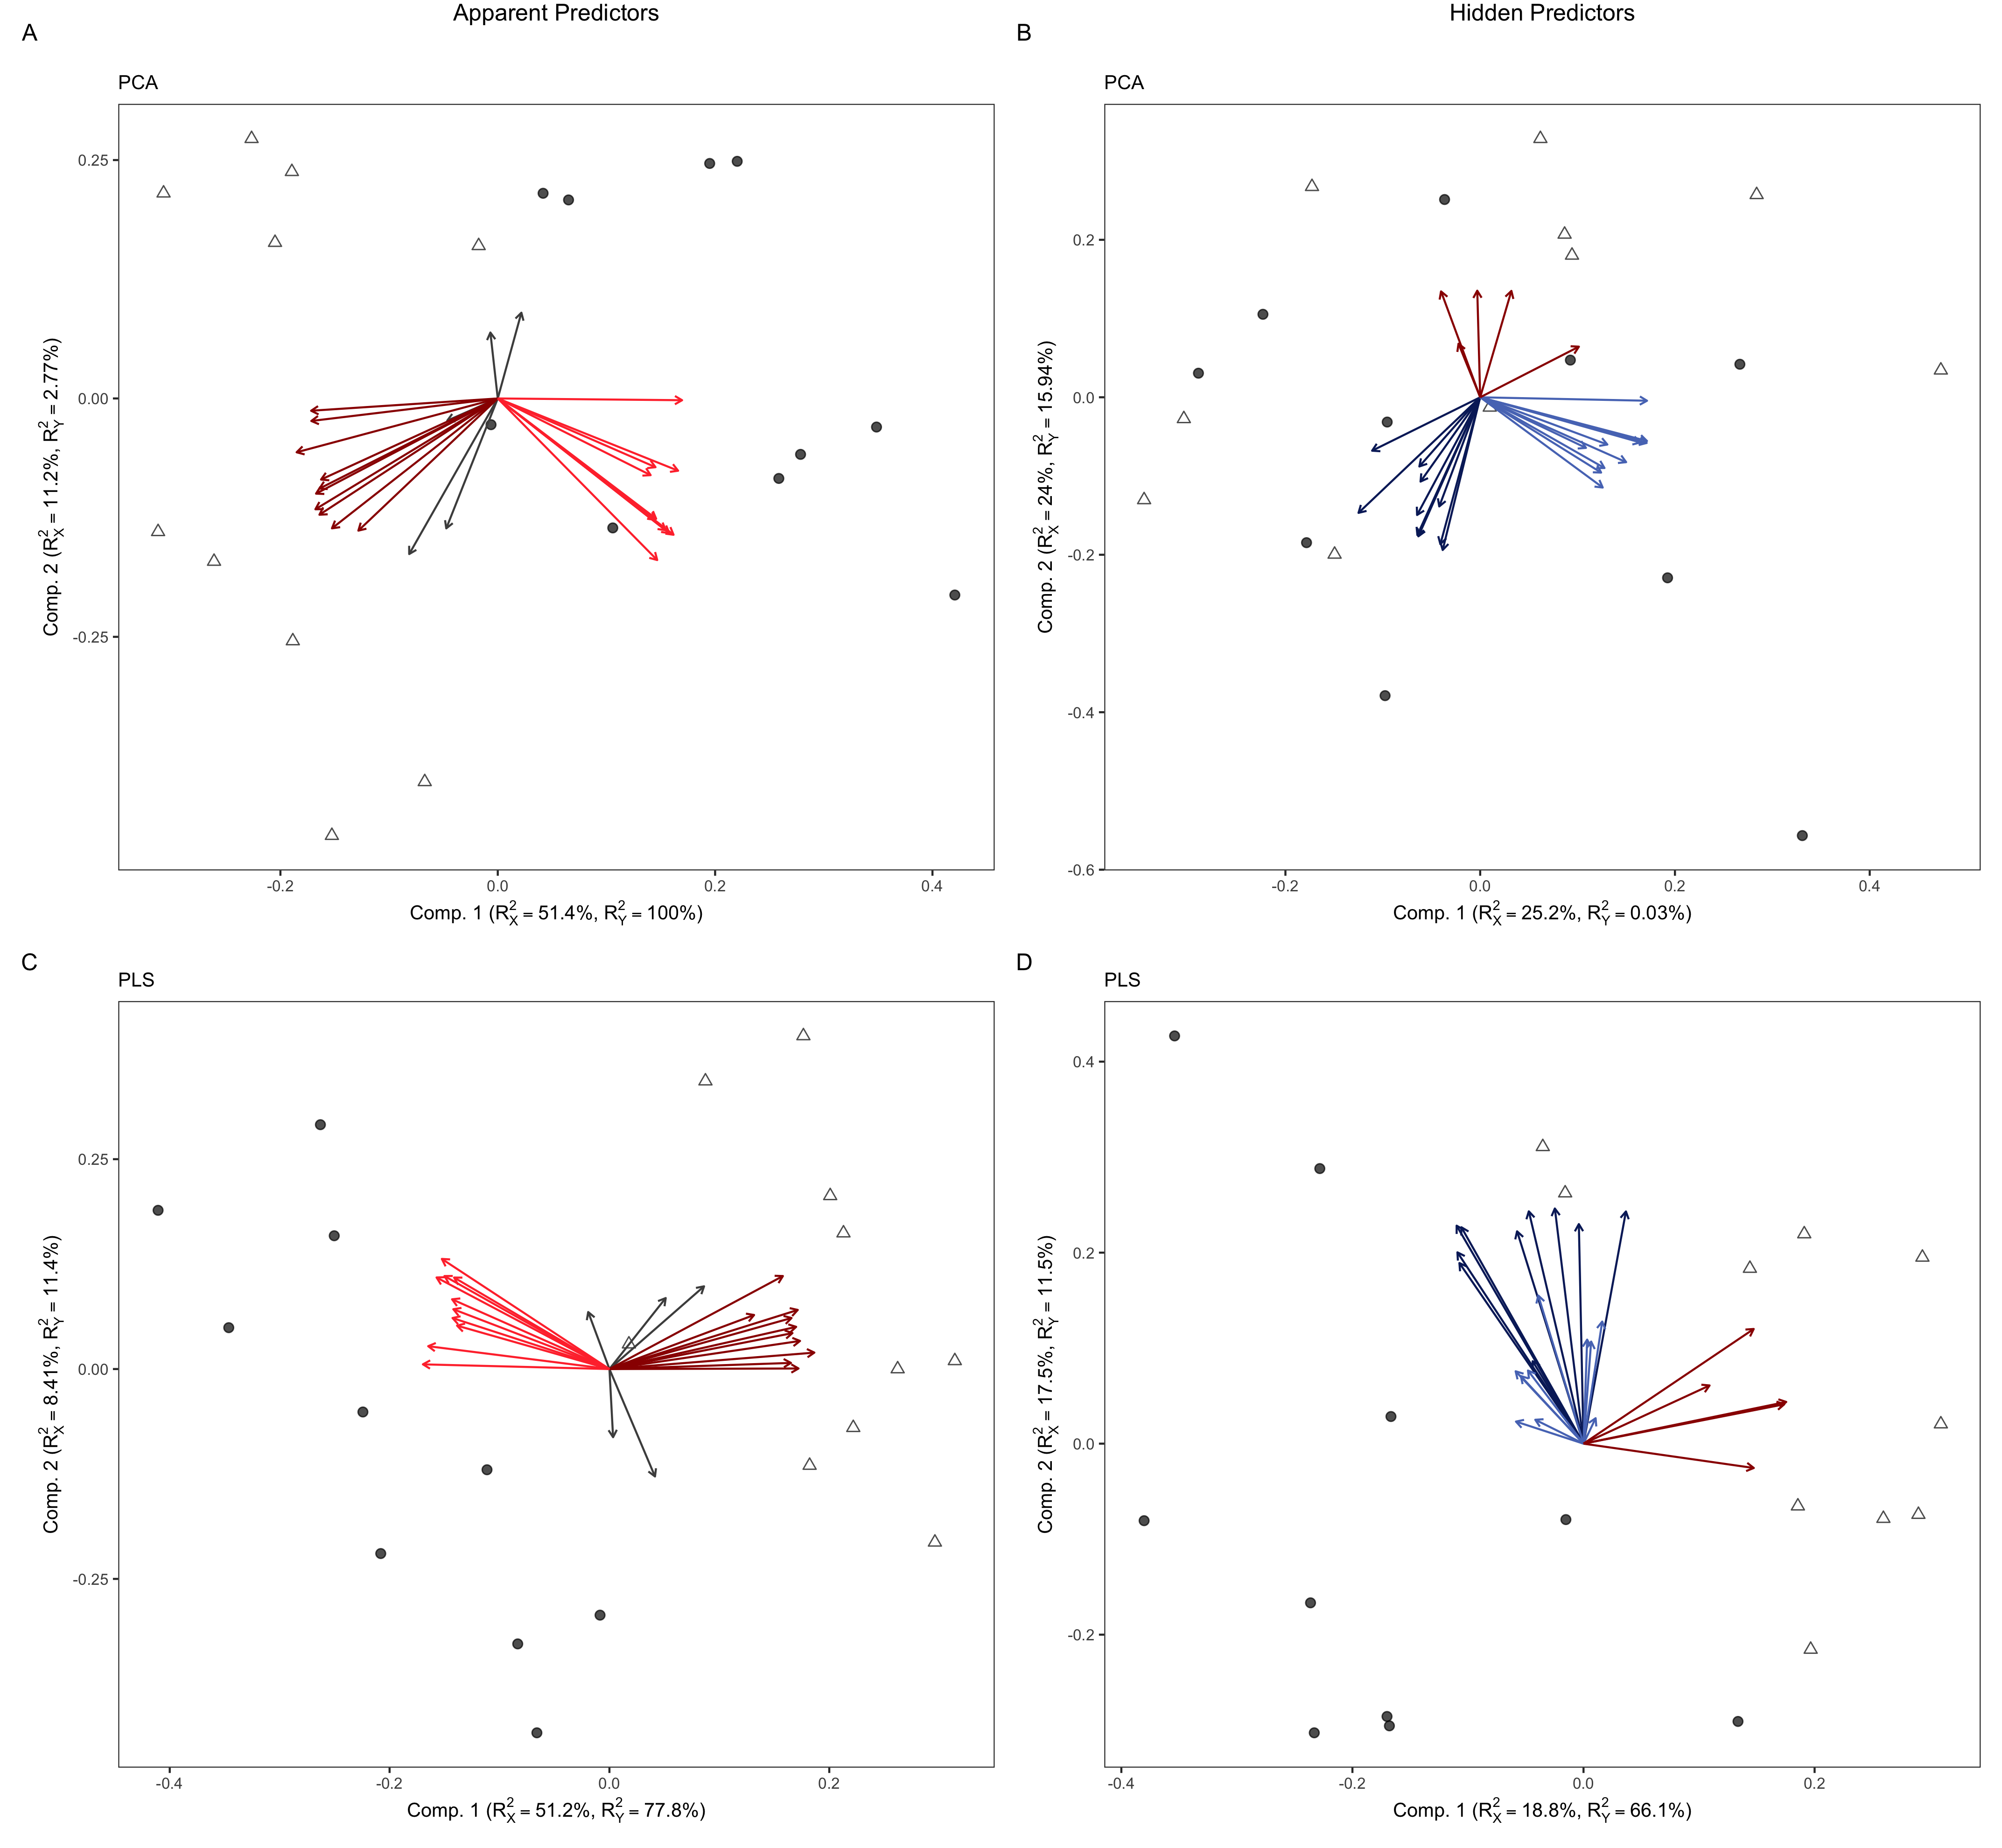 Apparent Predictors
Hidden Predictors
A
B
PCA
PCA
0.25
0.00
-0.25
Comp. 2 (R²X = 11.2%, R²Y = 2.77%)
-0.2 0.0 0.2 0.4
Comp. 1 (R²X = 51.4%, R²Y = 100%)
0.2
0.0
-0.2
-0.4
-0.6
Comp. 2 (R²X = 24%, R²Y = 15.94%)
-0.2 0.0 0.2 0.4
Comp. 1 (R²X = 25.2%, R²Y = 0.03%)
C
D
PLS
PLS
0.25
0.00
-0.25
Comp. 2 (R²X = 8.41%, R²Y = 11.4%)
-0.4 -0.2 0.0 0.2
Comp. 1 (R²X = 51.2%, R²Y = 77.8%)
0.4
0.2
0.0
-0.2
Comp. 2 (R²X = 17.5%, R²Y = 11.5%)
-0.4 -0.2 0.0 0.2
Comp. 1 (R²X = 18.8%, R²Y = 66.1%)